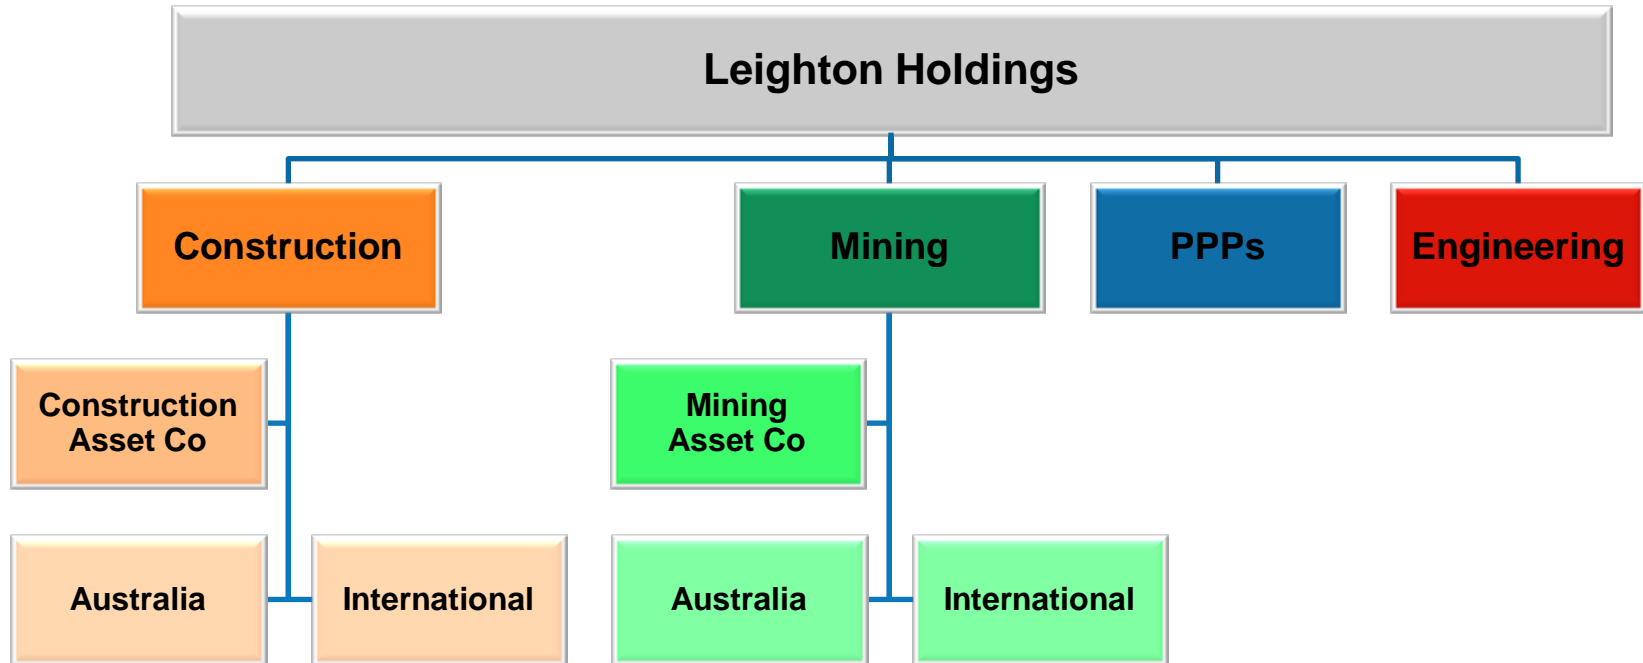 Leighton Holdings
Construction
Mining
PPPs
Engineering
Construction
Asset Co
Mining
Asset Co
Australia
International
Australia
International